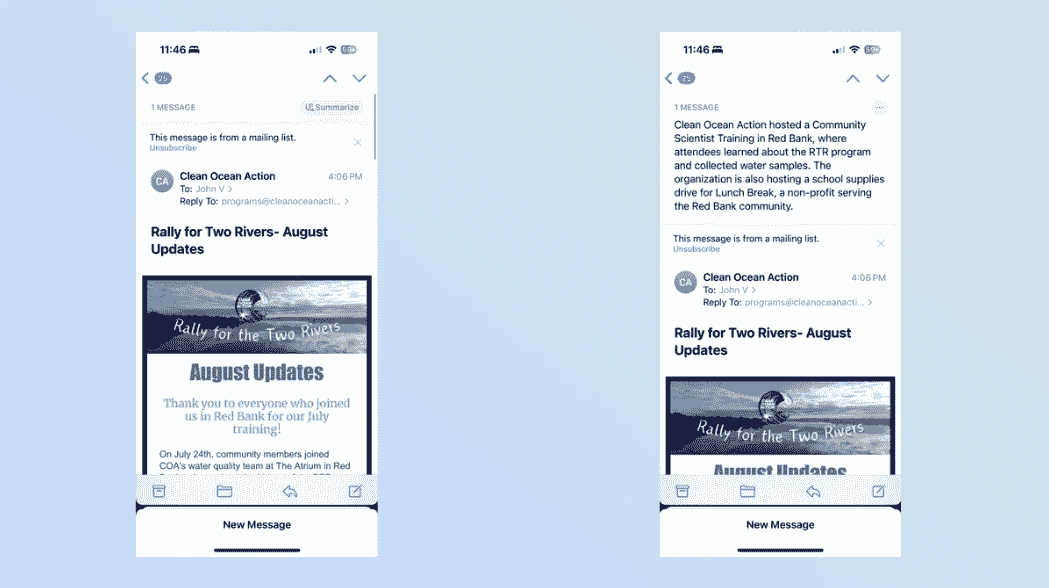 11:46
59+
75
1 MESSAGE
Summarize
This message is from a mailing list.
Unsubscribe
CA
Clean Ocean Action
4:06 PM
To: John V
Reply To: programs@cleanoceanacti...
Rally for Two Rivers- August
Updates
Rally for the Two Rivers
August Updates
Thank you to everyone who joined
us in Red Bank for our July
training!
On July 24th, community members joined
COA's water quality team at The Atrium in Red
New Message
11:46
59+
75
1 MESSAGE
Clean Ocean Action hosted a Community
Scientist Training in Red Bank, where
attendees learned about the RTR program
and collected water samples. The
organization is also hosting a school supplies
drive for Lunch Break, a non-profit serving
the Red Bank community.
This message is from a mailing list.
Unsubscribe
CA
Clean Ocean Action
4:06 PM
To: John V
Reply To: programs@cleanoceanacti...
Rally for Two Rivers- August
Updates
Rally for the Two Rivers
August Updates
New Message